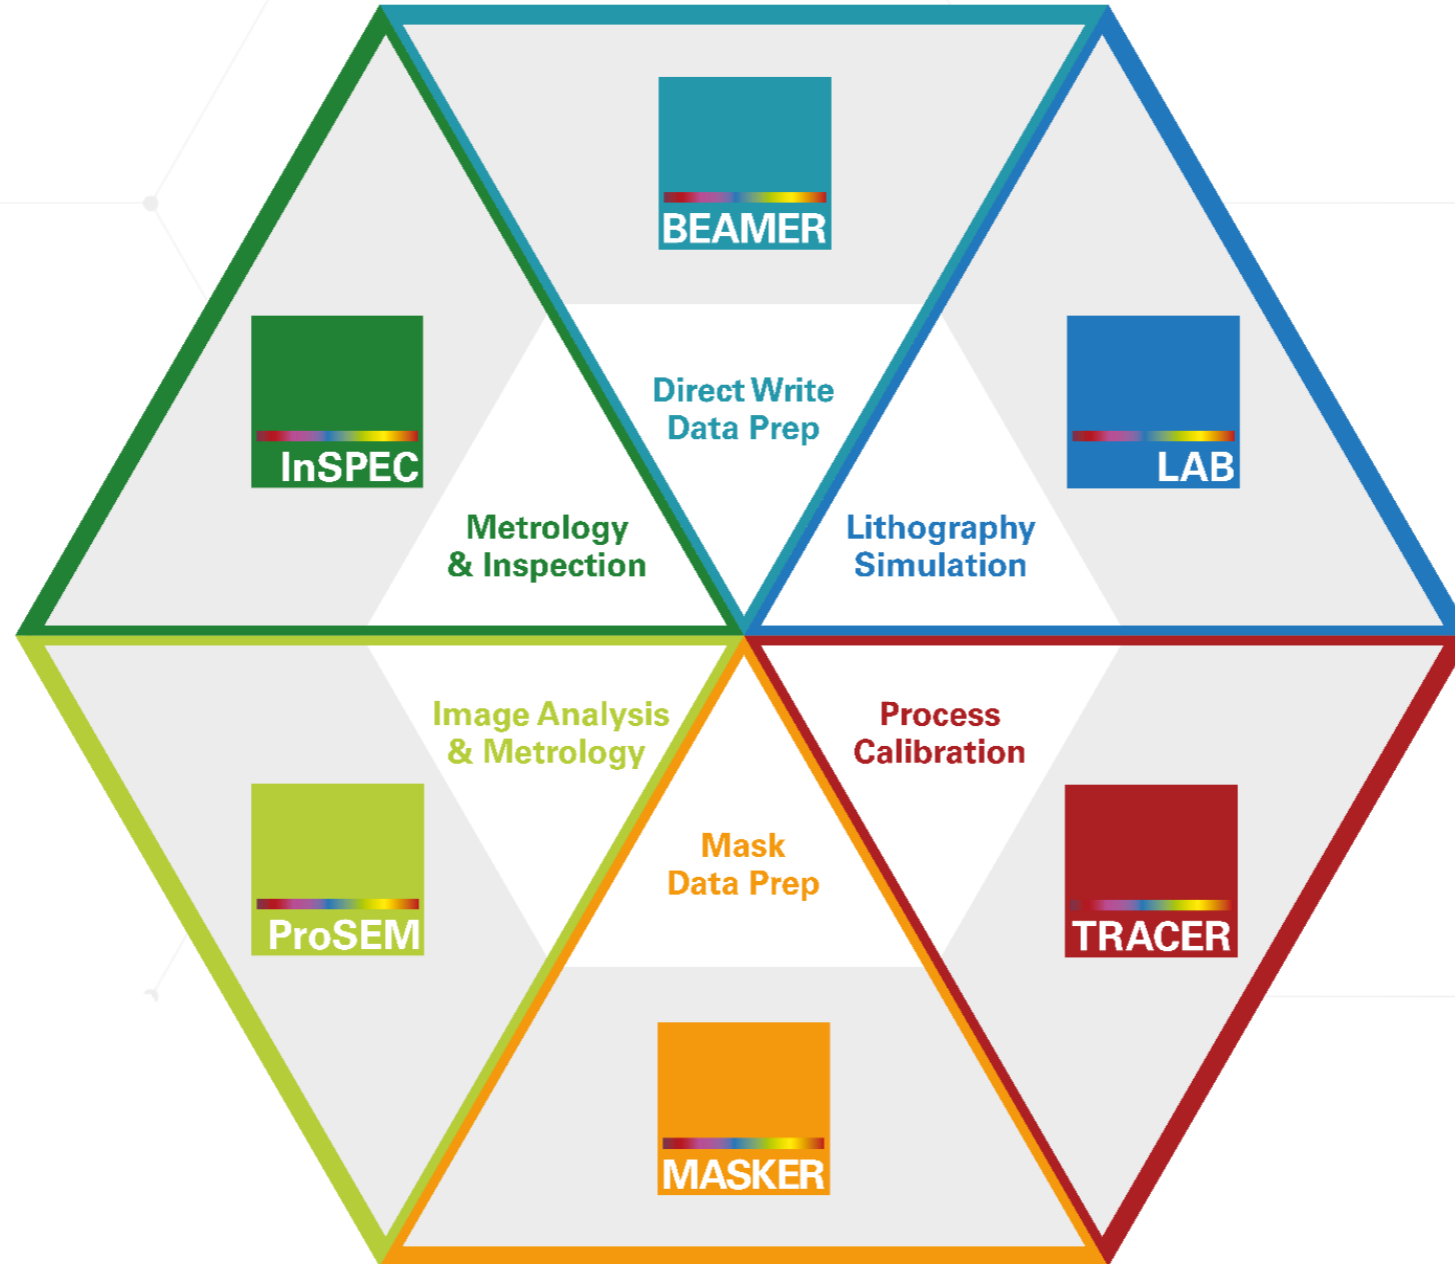 BEAMER
Direct Write
Data Prep
InSPEC
Metrology
& Inspection
LAB
Lithography
Simulation
Image Analysis
& Metrology
ProSEM
Process
Calibration
TRACER
Mask
Data Prep
MASKER